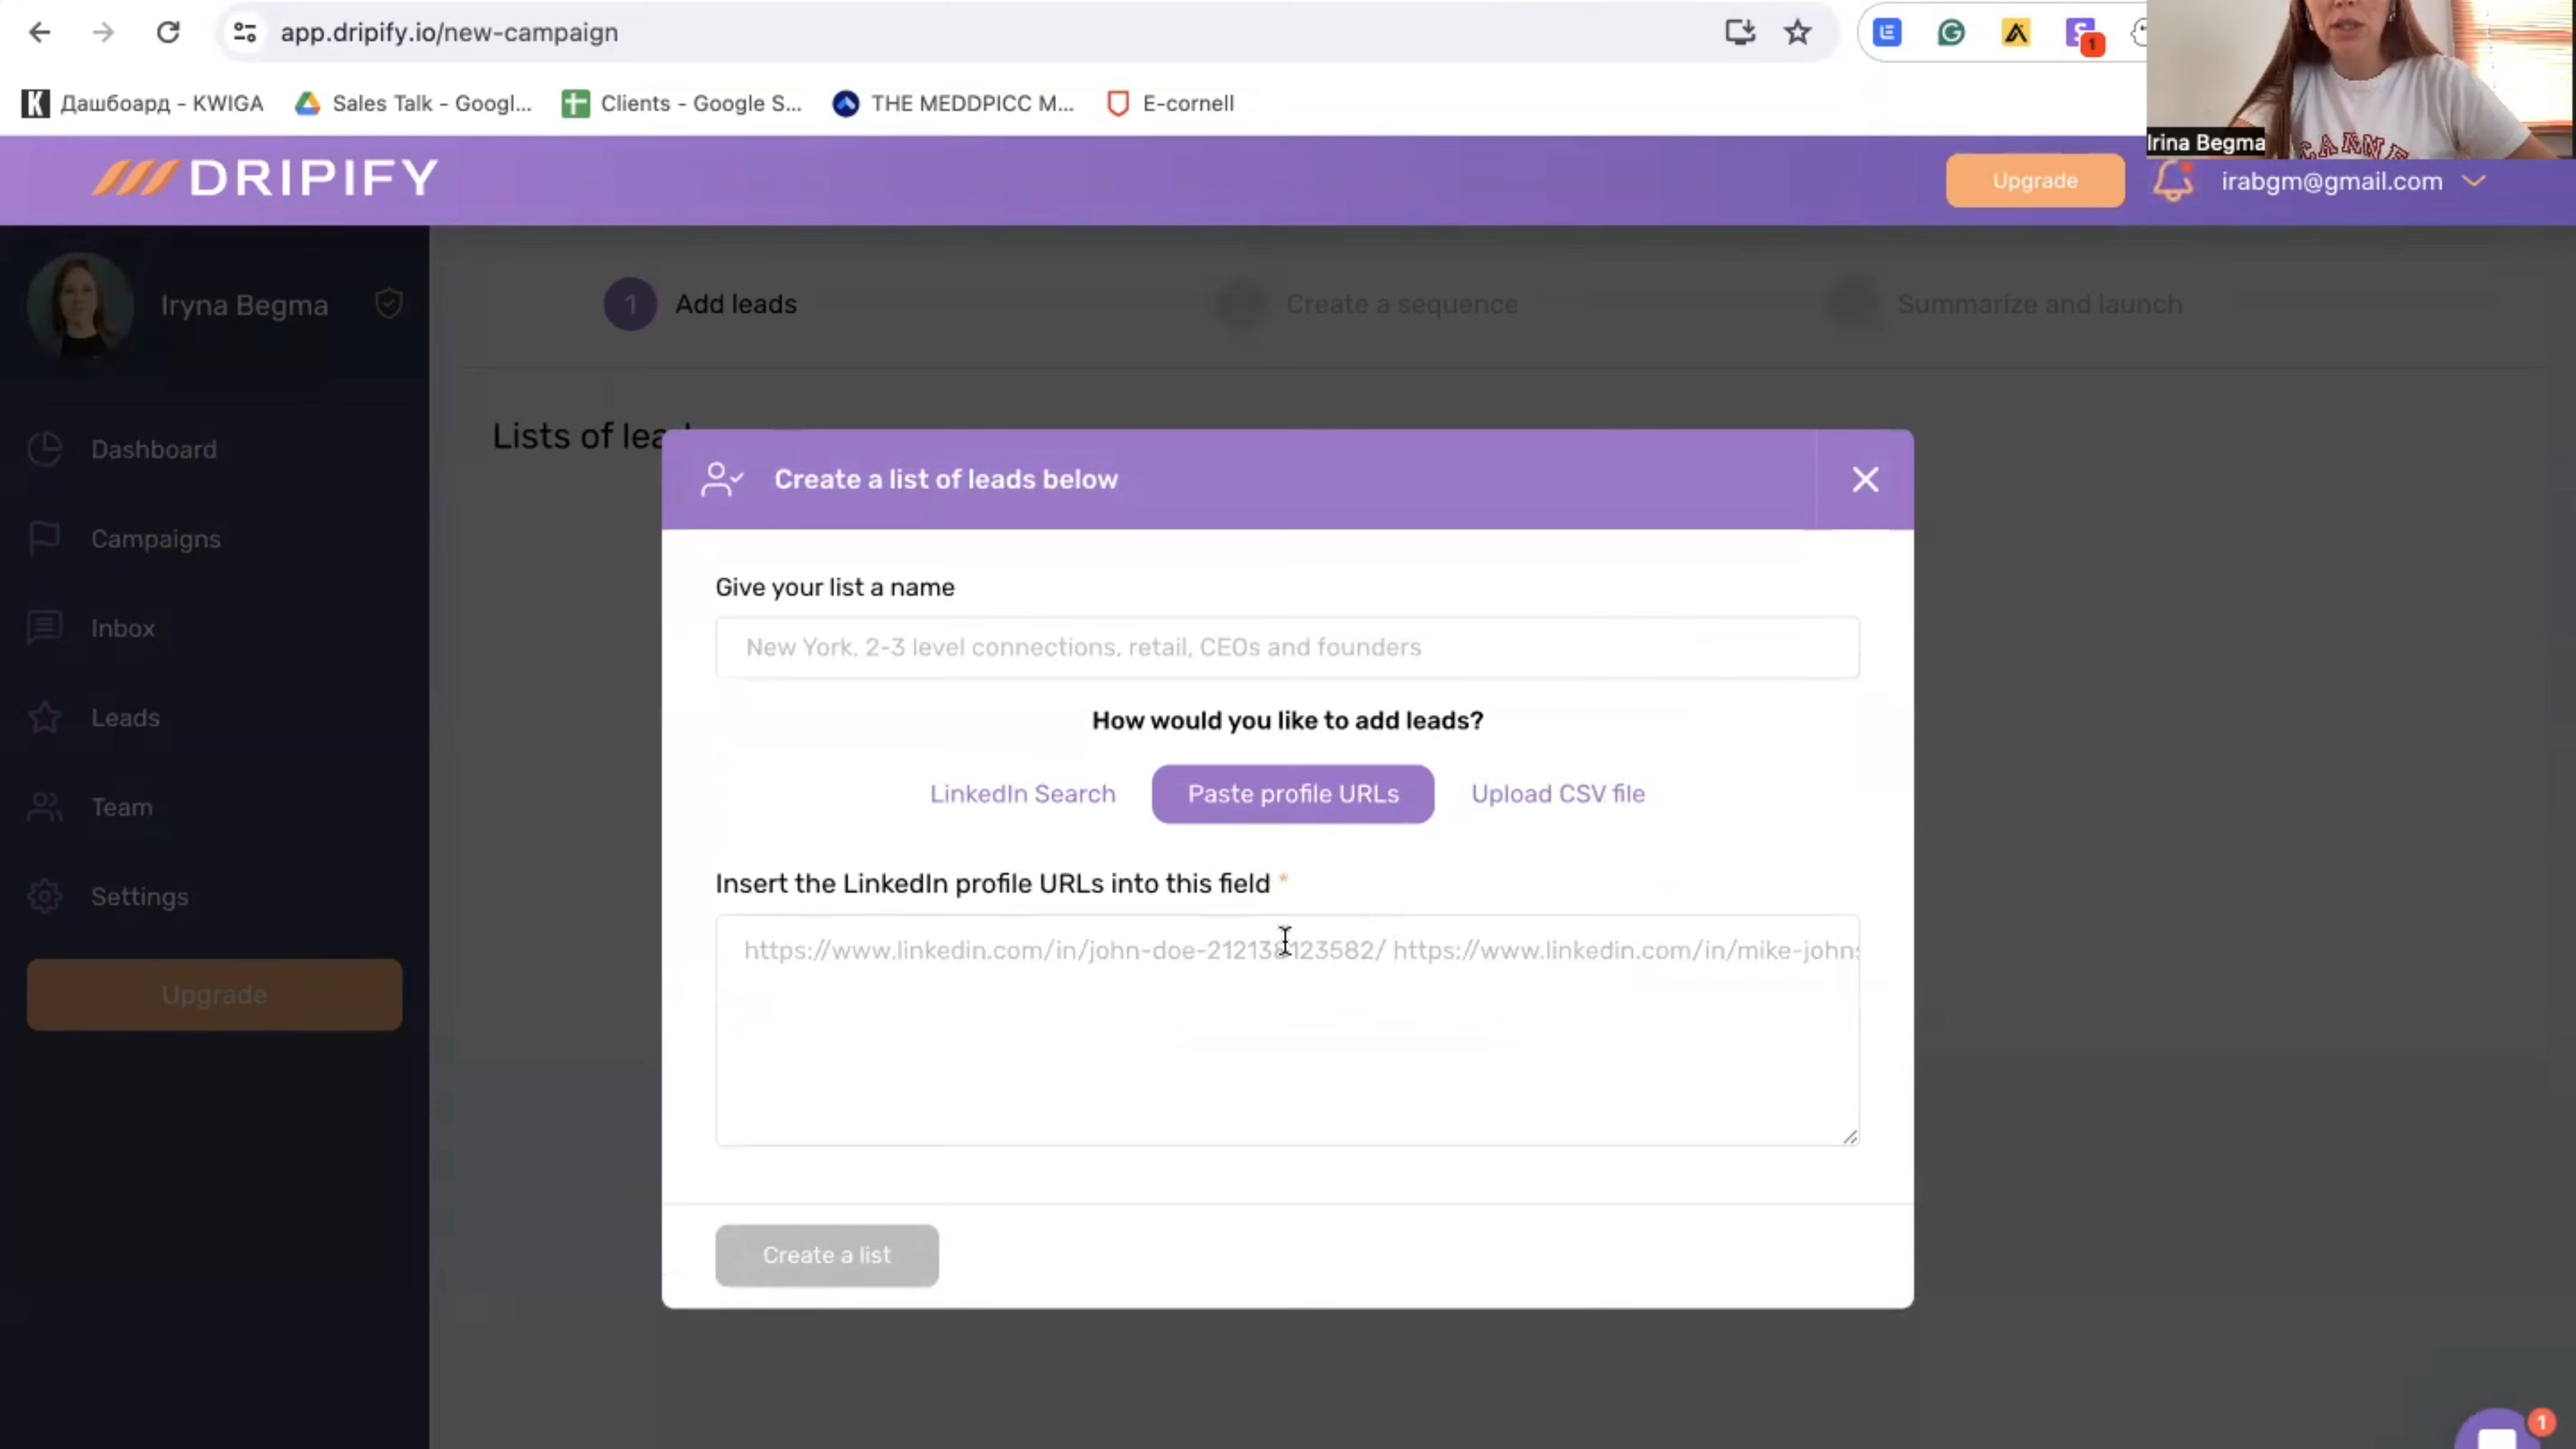 app.dripify.io/new-campaign
1
Дашбоард - KWIGA
Sales Talk - Googl...
Clients - Google S...
THE MEDDPICC M...
E-cornell
Irina Begma
DRIPIFY
Upgrade
irabgm@gmail.com
Iryna Begma
1
Add leads
Create a sequence
Summarize and launch
Dashboard
Campaigns
Inbox
Leads
Team
Settings
Upgrade
Lists of lea
Create a list of leads below
Give your list a name
New York, 2-3 level connections, retail, CEOs and founders
How would you like to add leads?
LinkedIn Search
Paste profile URLs
Upload CSV file
Insert the LinkedIn profile URLs into this field *
https://www.linkedin.com/in/john-doe-212138123582/ https://www.linkedin.com/in/mike-johns
Create a list
1